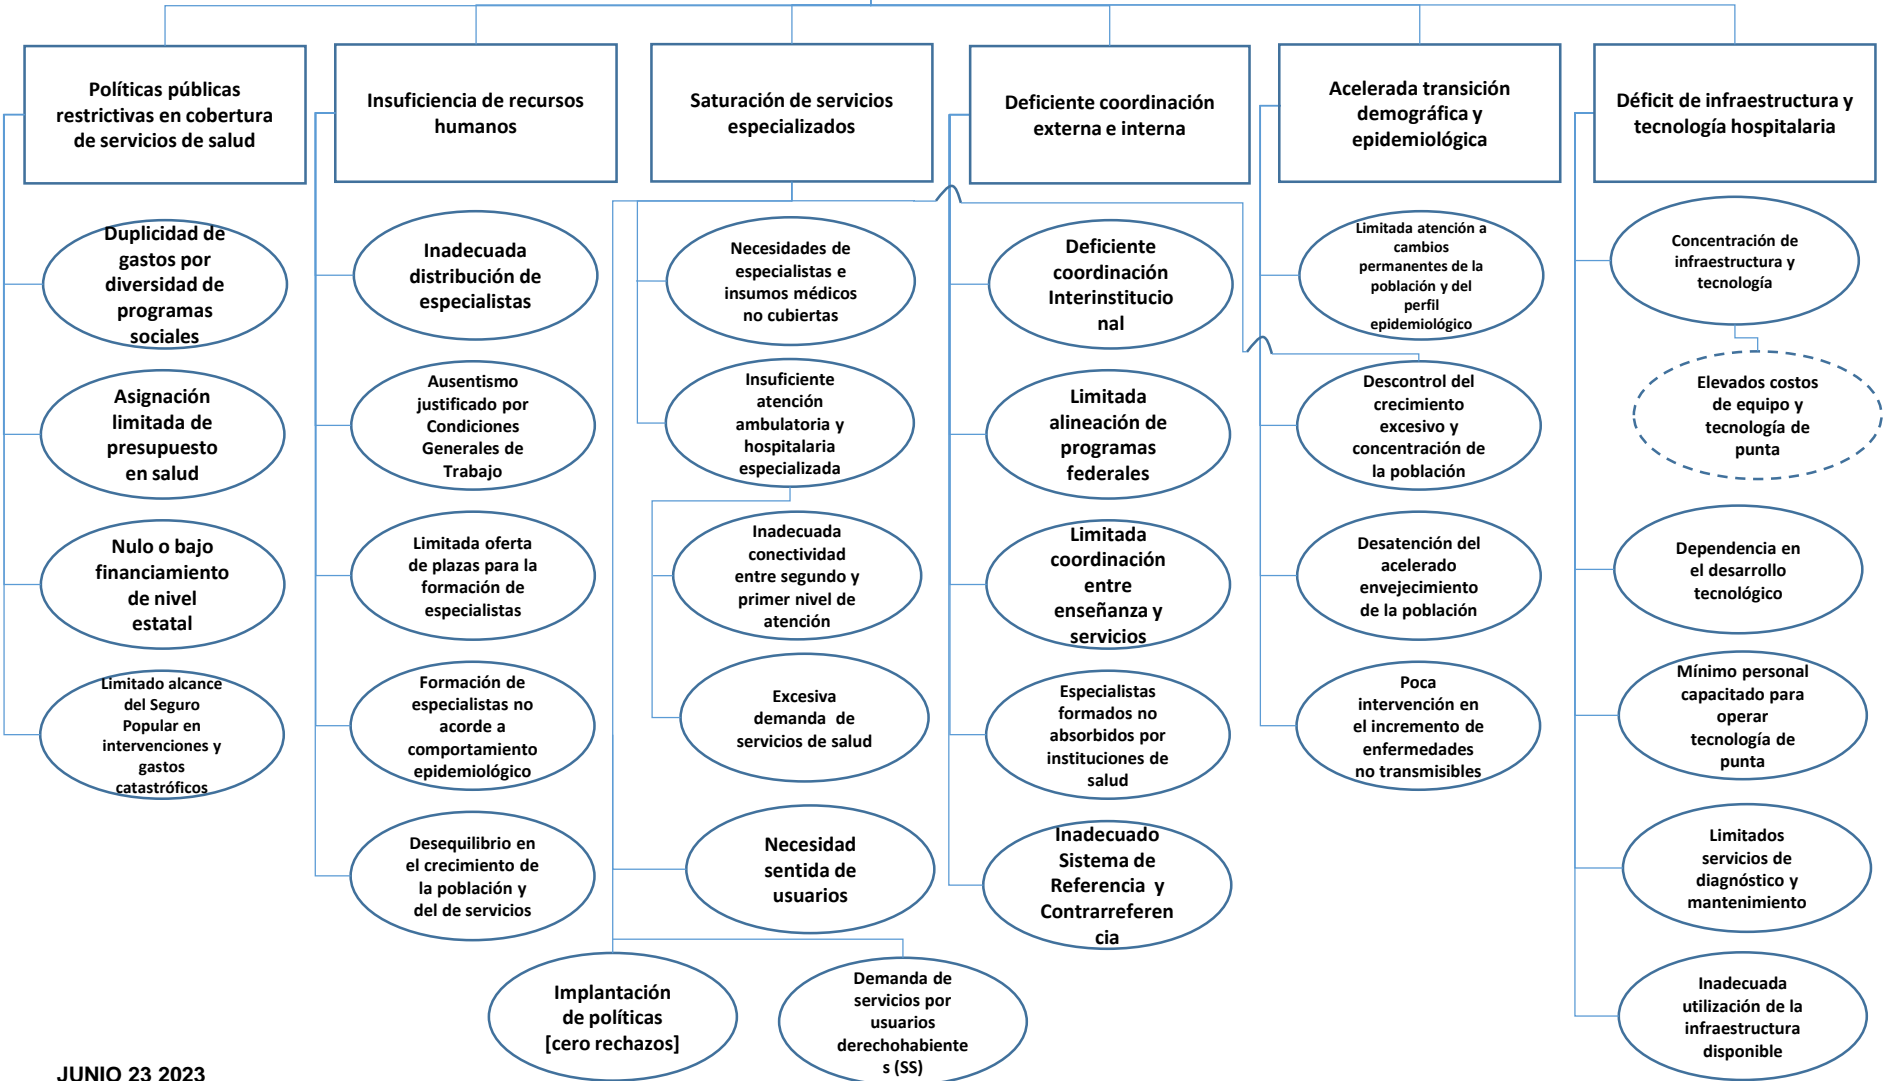 Políticas públicas
restrictivas en cobertura
de servicios de salud
Insuficiencia de recursos
humanos
Saturación de servicios
especializados
Deficiente coordinación
externa e interna
Acelerada transición
demográfica y
epidemiológica
Déficit de infraestructura y
tecnología hospitalaria
Duplicidad de
gastos por
diversidad de
programas
sociales
Asignación
limitada de
presupuesto
en salud
Nulo o bajo
financiamiento
de nivel
estatal
Limitado alcance
del Seguro
Popular en
intervenciones y
gastos
catastróficos
Inadecuada
distribución de
especialistas
Ausentismo
justificado por
Condiciones
Generales de
Trabajo
Limitada oferta
de plazas para la
formación de
especialistas
Formación de
especialistas no
acorde a
comportamiento
epidemiológico
Desequilibrio en
el crecimiento de
la población y
del de servicios
Necesidades de
especialistas e
insumos médicos
no cubiertas
Insuficiente
atención
ambulatoria y
hospitalaria
especializada
Inadecuada
conectividad
entre segundo y
primer nivel de
atención
Excesiva
demanda de
servicios de salud
Necesidad
sentida de
usuarios
Implantación
de políticas
[cero rechazos]
Demanda de
servicios por
usuarios
derechohabiente
s (SS)
Deficiente
coordinación
Interinstitucio
nal
Limitada
alineación de
programas
federales
Limitada
coordinación
entre
enseñanza y
servicios
Especialistas
formados no
absorbidos por
instituciones de
salud
Inadecuado
Sistema de
Referencia y
Contrarreferen
cia
Limitada atención a
cambios
permanentes de la
población y del
perfil
epidemiológico
Descontrol del
crecimiento
excesivo y
concentración de
la población
Desatención del
acelerado
envejecimiento
de la población
Poca
intervención en
el incremento de
enfermedades
no transmisibles
Concentración de
infraestructura y
tecnología
Elevados costos
de equipo y
tecnología de
punta
Dependencia en
el desarrollo
tecnológico
Mínimo personal
capacitado para
operar
tecnología de
punta
Limitados
servicios de
diagnóstico y
mantenimiento
Inadecuada
utilización de la
infraestructura
disponible
JUNIO 23 2023